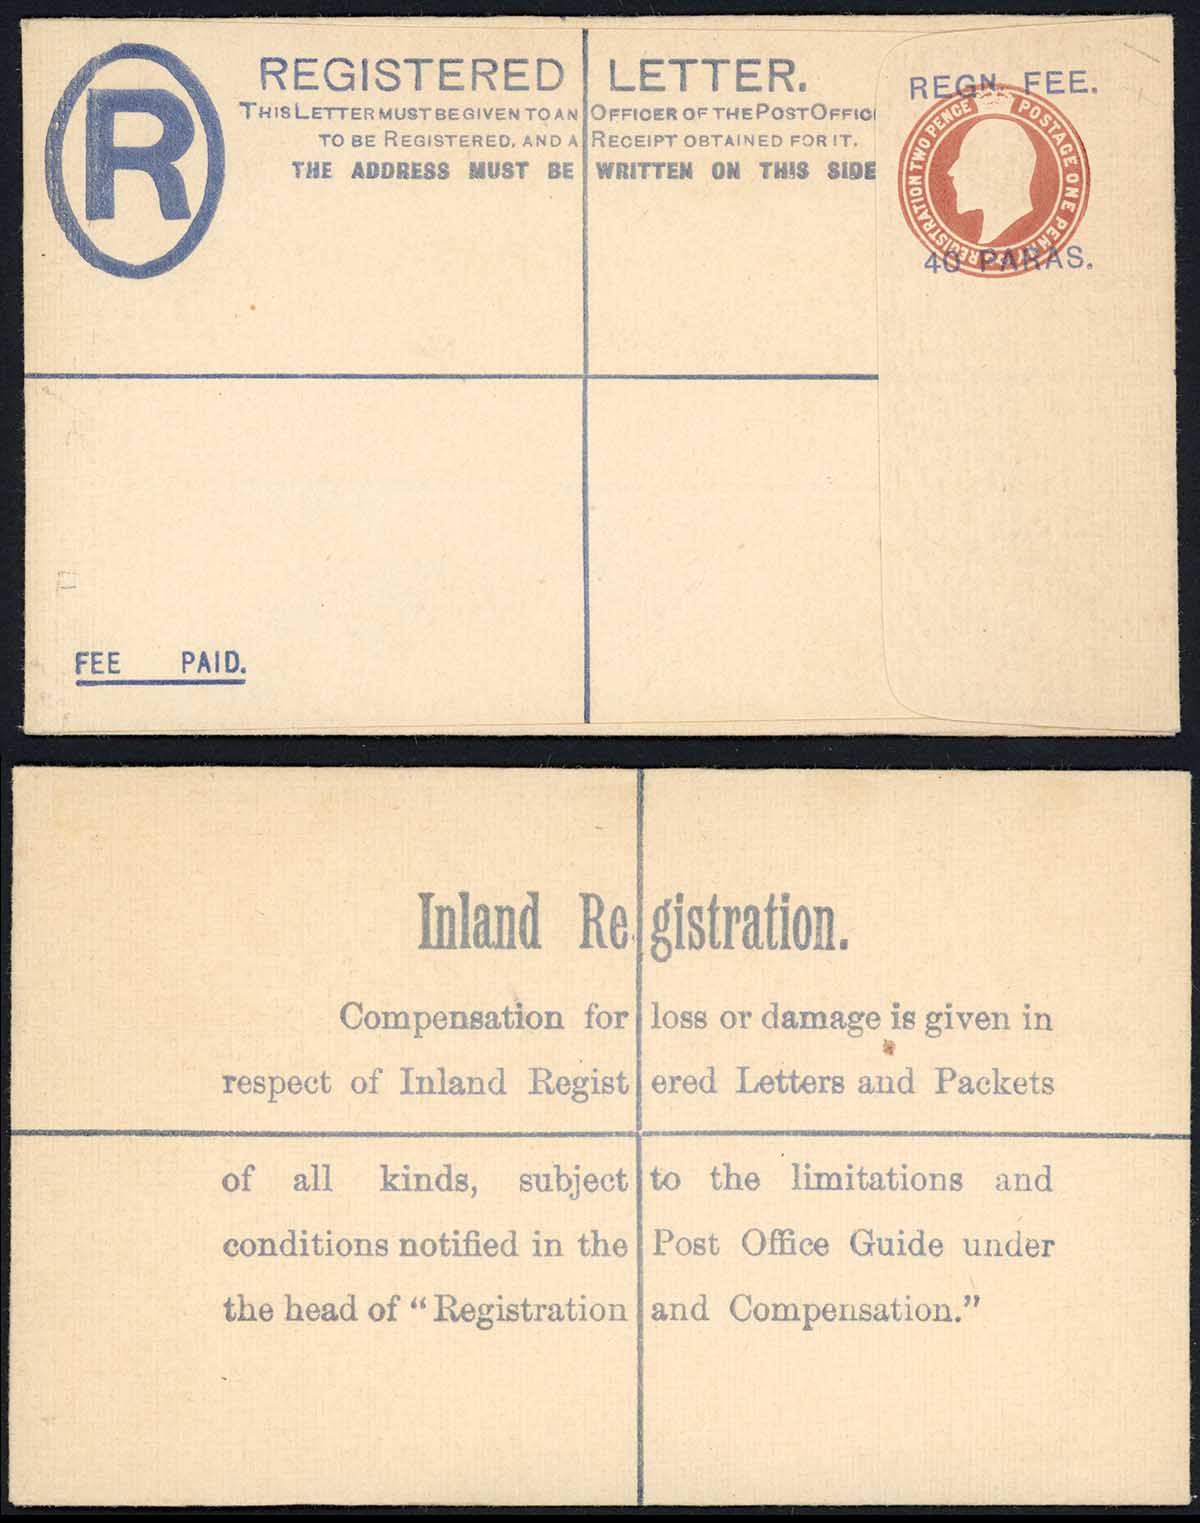 R
REGISTERED LETTER.
THIS LETTER MUST BE GIVEN TO AN OFFICER OF THE POST OFFIC
TO BE REGISTERED, AND A RECEIPT OBTAINED FOR IT.
THE ADDRESS MUST BE WRITTEN ON THIS SIDE
REGN. FEE.
REGISTRATION TWO PENCE POSTAGE ONE PENNY
40 PARAS.
FEE PAID.
Inland Registration.
Compensation for loss or damage is given in
respect of Inland Registered Letters and Packets
of all kinds, subject to the limitations and
conditions notified in the Post Office Guide under
the head of “Registration and Compensation.”